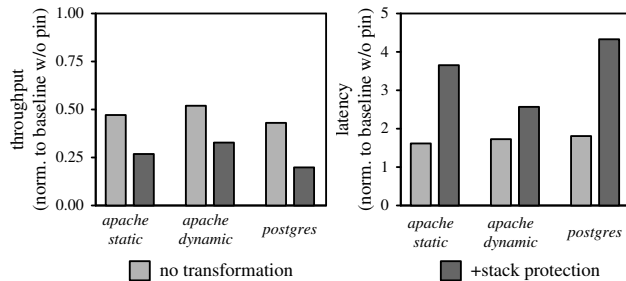 throughput
(norm. to baseline w/o pin)
1.00
0.75
0.50
0.25
0.00
apache
static
apache
dynamic
postgres
latency
(norm. to baseline w/o pin)
5
4
3
2
1
0
apache
static
apache
dynamic
postgres
no transformation
+stack protection